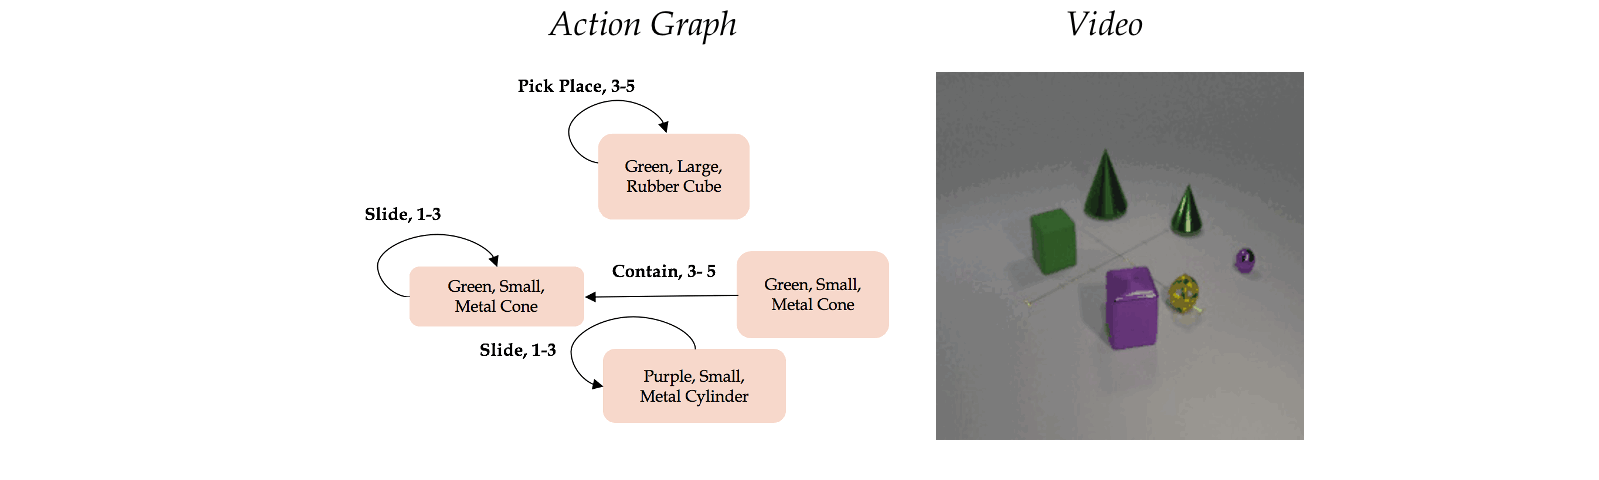 Action Graph
Video
Pick Place, 3-5
Green, Large,
Rubber Cube
Slide, 1-3
Green, Small,
Metal Cone
Contain, 3- 5
Green, Small,
Metal Cone
Slide, 1-3
Purple, Small,
Metal Cylinder